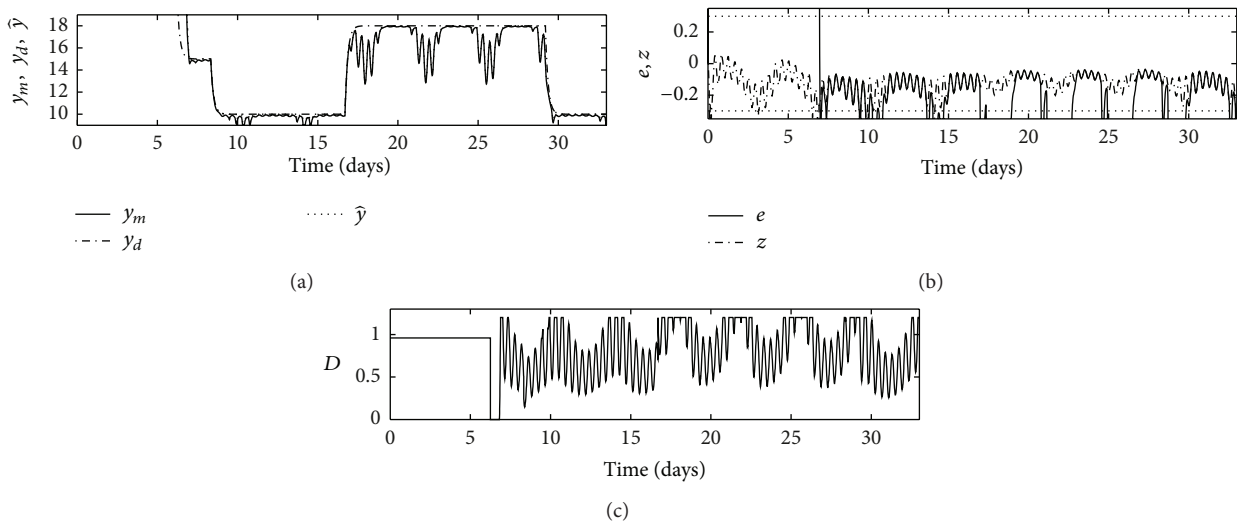 y_m, y_d, ŷ
18
16
14
12
10
0 5 10 15 20 25 30
Time (days)
y_m
y_d
ŷ
(a)
e, z
0.2
0
−0.2
0 5 10 15 20 25 30
Time (days)
e
z
(b)
D
1
0.5
0
0 5 10 15 20 25 30
Time (days)
(c)